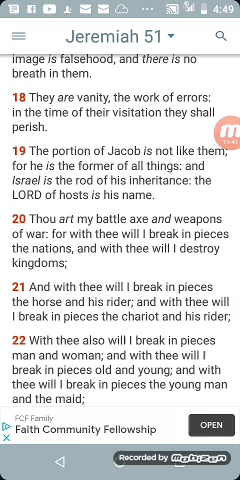 4:49
Jeremiah 51
image is falsehood, and there is no
breath in them.
18 They are vanity, the work of errors:
in the time of their visitation they shall
perish.
16:41
19 The portion of Jacob is not like them;
for he is the former of all things: and
Israel is the rod of his inheritance: the
LORD of hosts is his name.
20 Thou art my battle axe and weapons
of war: for with thee will I break in pieces
the nations, and with thee will I destroy
kingdoms;
21 And with thee will I break in pieces
the horse and his rider; and with thee will
I break in pieces the chariot and his rider;
22 With thee also will I break in pieces
man and woman; and with thee will I
break in pieces old and young; and with
thee will I break in pieces the young man
and the maid;
FCF Family
Faith Community Fellowship
OPEN
Recorded by mobizen